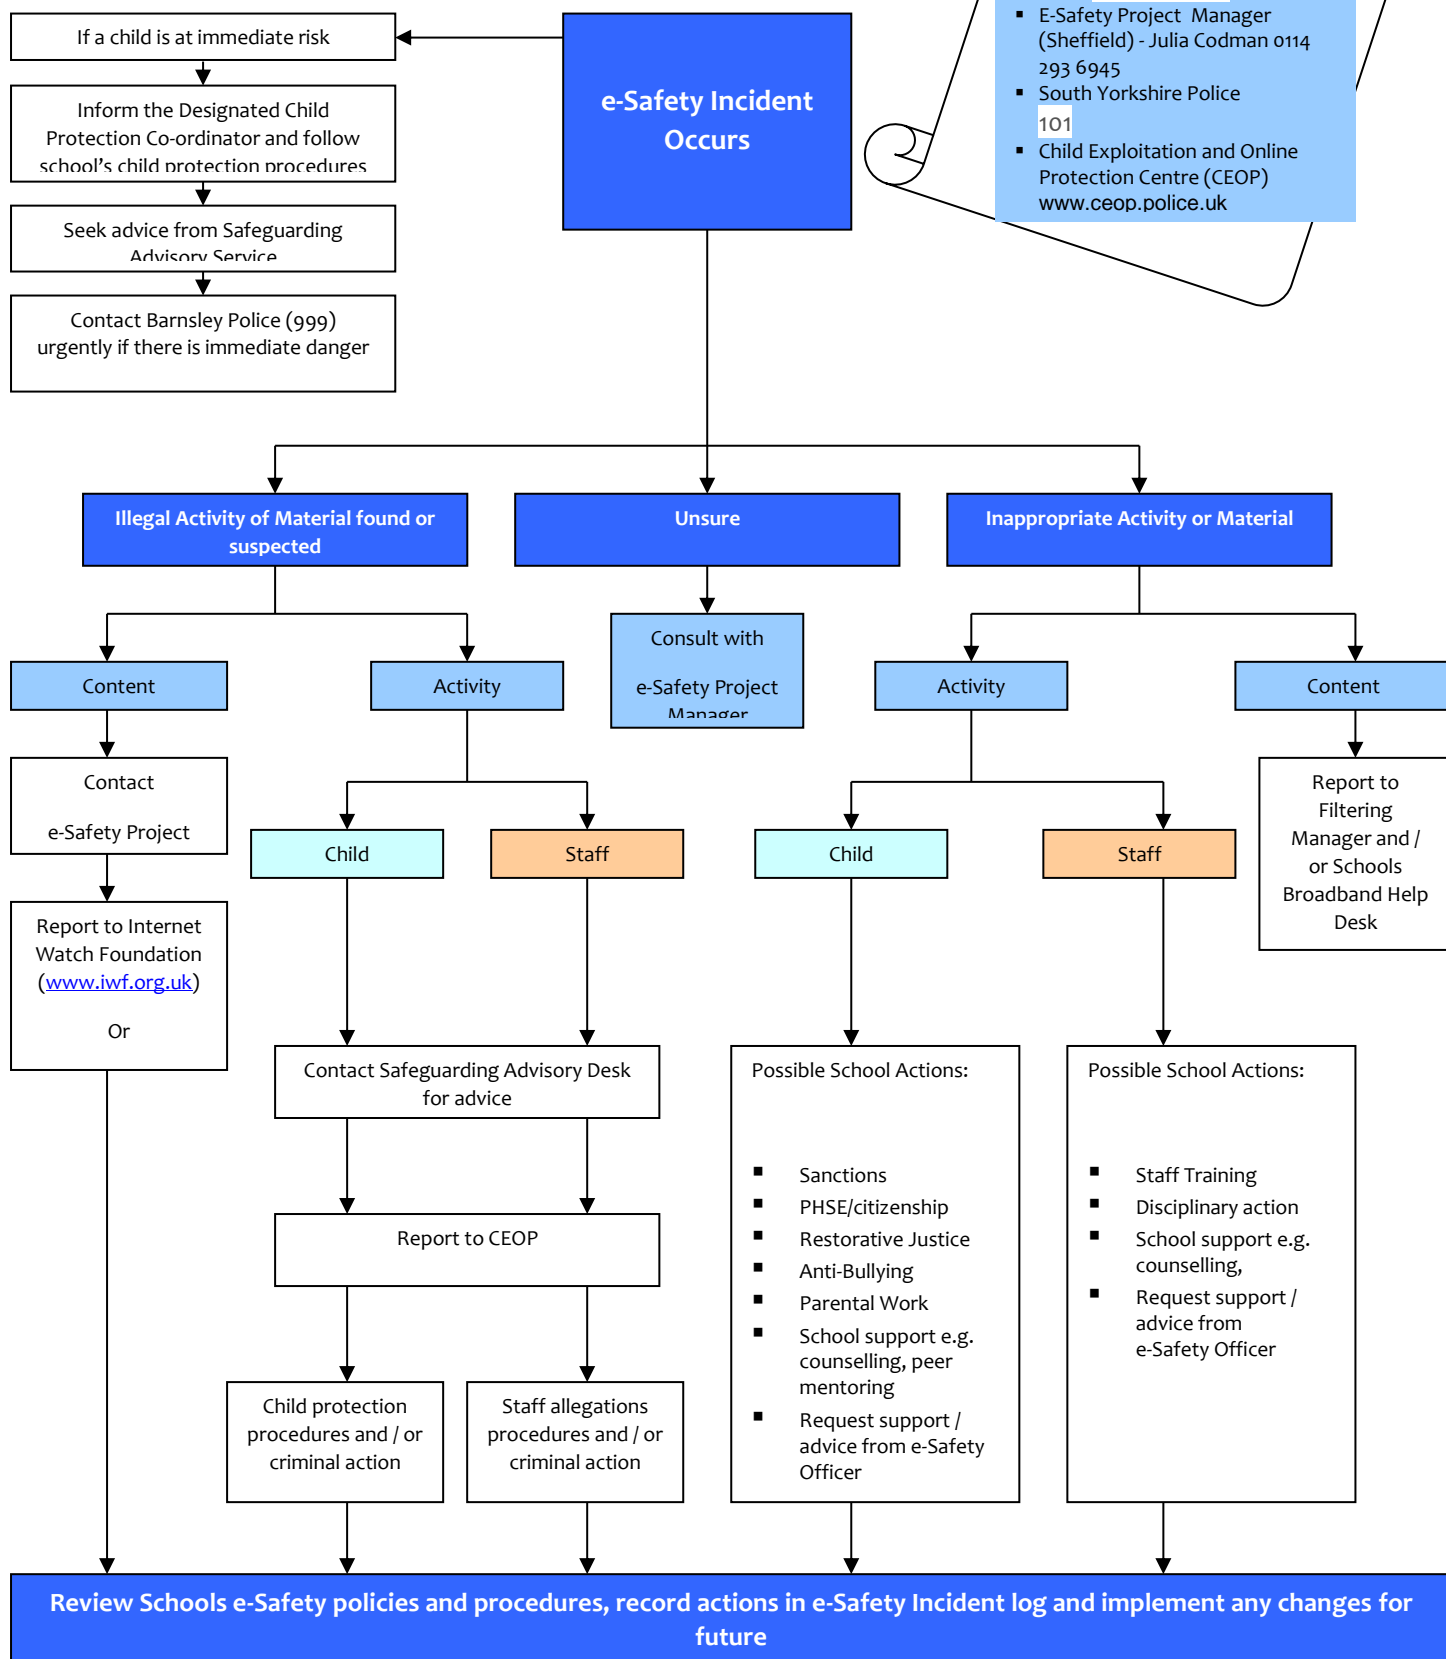 If a child is at immediate risk
Inform the Designated Child
Protection Co-ordinator and follow
school's child protection procedures
Seek advice from Safeguarding
Advisory Service
Contact Barnsley Police (999)
urgently if there is immediate danger
e-Safety Incident
Occurs
▪ E-Safety Project Manager
(Sheffield) - Julia Codman 0114
293 6945
▪ South Yorkshire Police
101
▪ Child Exploitation and Online
Protection Centre (CEOP)
www.ceop.police.uk
Illegal Activity of Material found or
suspected
Unsure
Inappropriate Activity or Material
Content
Activity
Consult with
e-Safety Project
Manager
Activity
Content
Contact
e-Safety Project
Child
Staff
Child
Staff
Report to
Filtering
Manager and /
or Schools
Broadband Help
Desk
Report to Internet
Watch Foundation
(www.iwf.org.uk)
Or
Contact Safeguarding Advisory Desk
for advice
Report to CEOP
Child protection
procedures and / or
criminal action
Staff allegations
procedures and / or
criminal action
Possible School Actions:
▪ Sanctions
▪ PHSE/citizenship
▪ Restorative Justice
▪ Anti-Bullying
▪ Parental Work
▪ School support e.g.
counselling, peer
mentoring
▪ Request support /
advice from e-Safety
Officer
Possible School Actions:
▪ Staff Training
▪ Disciplinary action
▪ School support e.g.
counselling,
▪ Request support /
advice from
e-Safety Officer
Review Schools e-Safety policies and procedures, record actions in e-Safety Incident log and implement any changes for
future